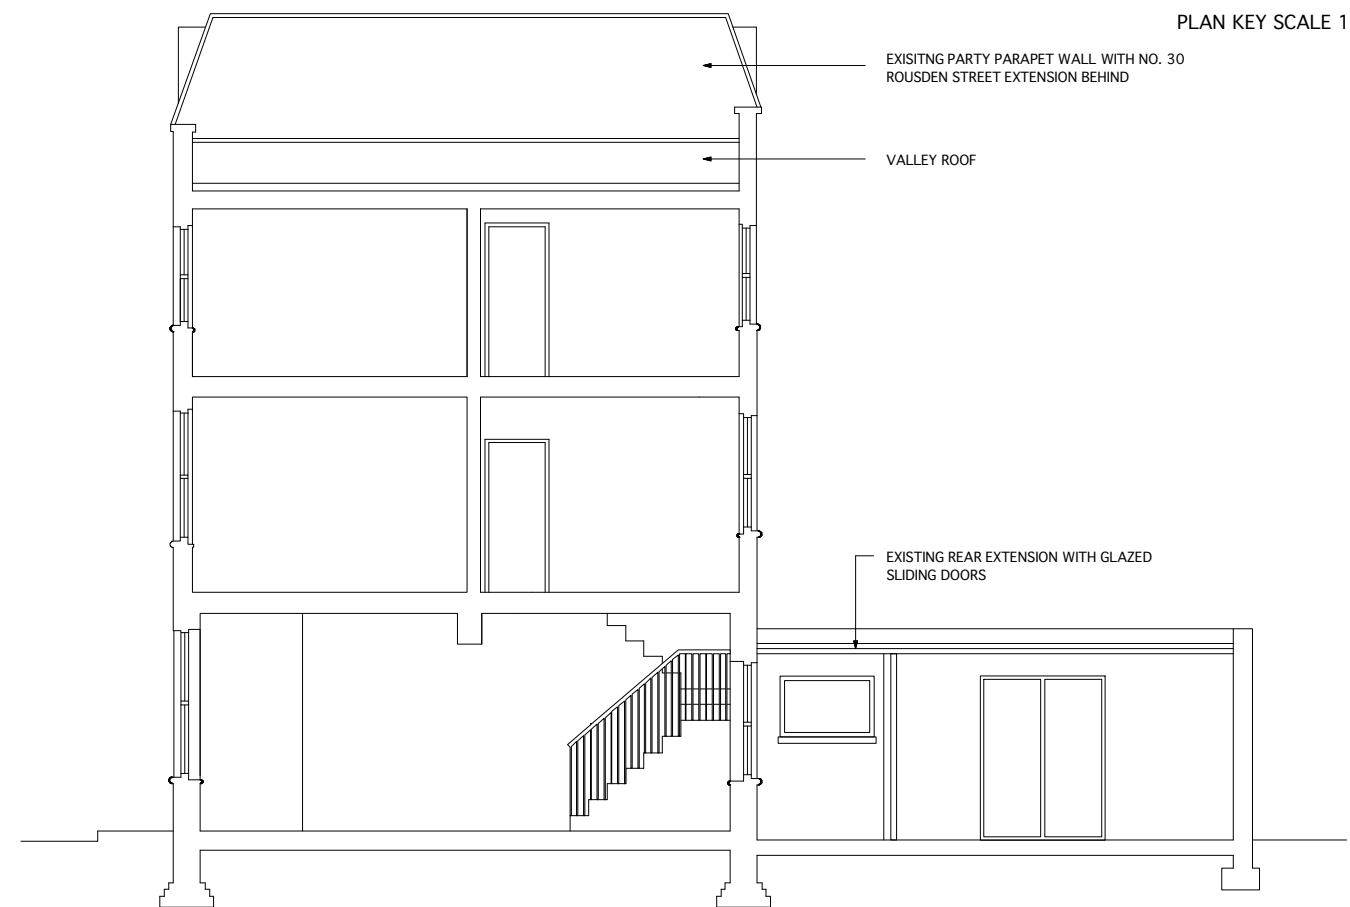 PLAN KEY SCALE 1
EXISITNG PARTY PARAPET WALL WITH NO. 30
ROUSDEN STREET EXTENSION BEHIND
VALLEY ROOF
EXISTING REAR EXTENSION WITH GLAZED
SLIDING DOORS